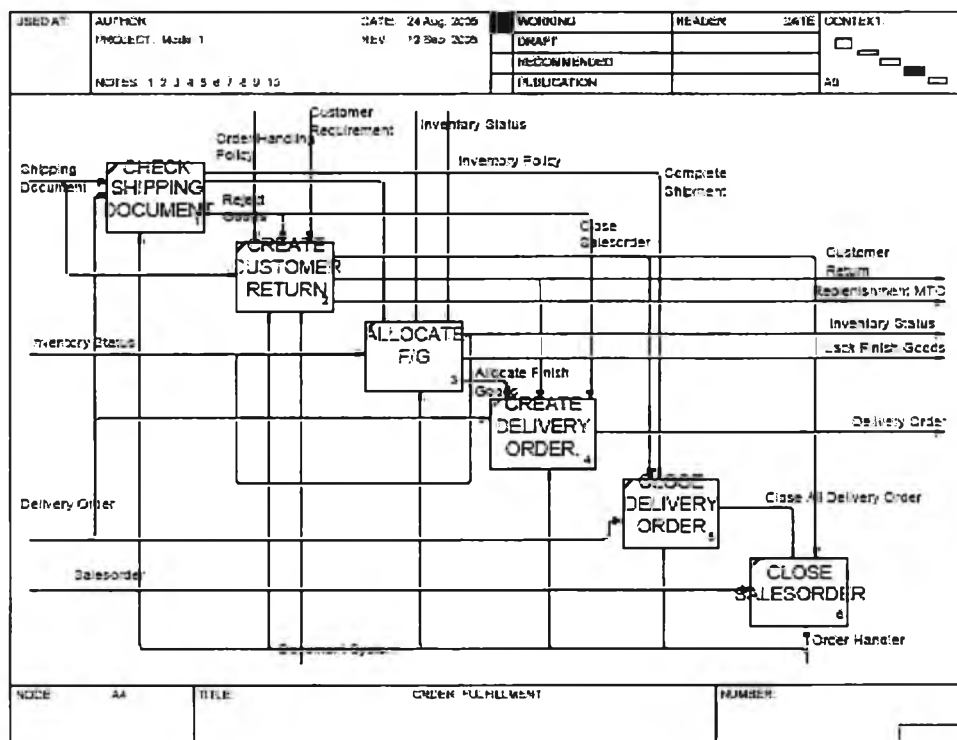 USED AT:
AUTHOR:
DATE: 24 Aug, 2005
WORKING
READER
DATE
CONTEXT:
PROJECT: Model 1
REV: 12 Sep, 2005
DRAFT
RECOMMENDED
NOTES: 1 2 3 4 5 6 7 8 9 10
PUBLICATION
A0
Customer
Requirement
Inventory Status
Order Handling
Policy
Inventory Policy
Shipping
Document
CHECK
SHIPPING
DOCUMENT
1
Complete
Shipment
Reject
Goods
Close
Salesorder
CREATE
CUSTOMER
RETURN
2
Customer
Return
Replenishment MTO
Inventory Status
Inventory Status
ALLOCATE
F/G
3
Lack Finish Goods
Allocate Finish
Goods
CREATE
DELIVERY
ORDER.
4
Delivery Order
Delivery Order
CLOSE
DELIVERY
ORDER
5
Close All Delivery Order
Salesorder
CLOSE
SALESORDER
6
Order Handler
System
NODE:
A4
TITLE:
ORDER FULFILLMENT
NUMBER: